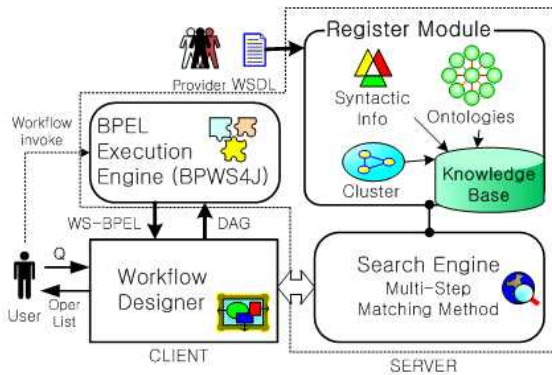 Register Module
Provider WSDL
Syntactic
Info
Ontologies
Workflow
invoke
BPEL
Execution
Engine (BPWS4J)
Cluster
Knowledge
Base
WS-BPEL
DAG
Q
Oper
List
User
Workflow
Designer
Search Engine
Multi-Step
Matching Method
CLIENT
SERVER